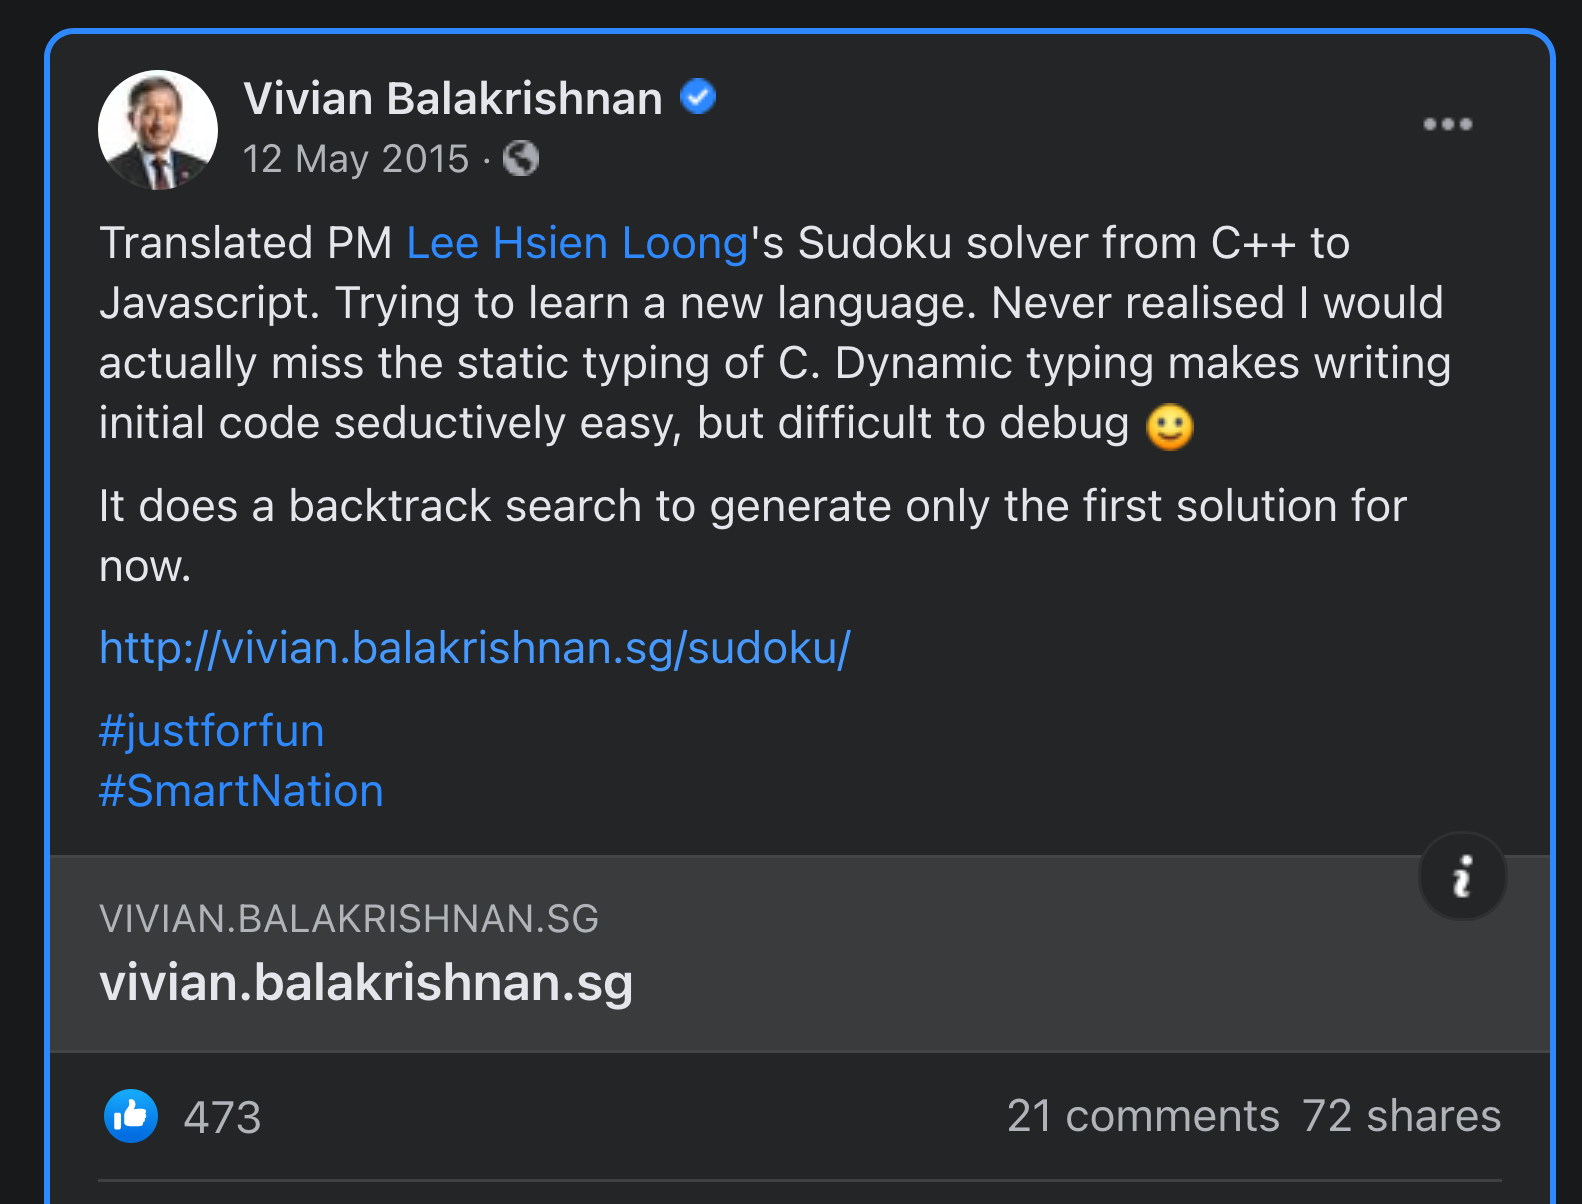 Vivian Balakrishnan
12 May 2015 ·
Translated PM Lee Hsien Loong's Sudoku solver from C++ to
Javascript. Trying to learn a new language. Never realised I would
actually miss the static typing of C. Dynamic typing makes writing
initial code seductively easy, but difficult to debug 🙂
It does a backtrack search to generate only the first solution for
now.
http://vivian.balakrishnan.sg/sudoku/
#justforfun
#SmartNation
i
VIVIAN.BALAKRISHNAN.SG
vivian.balakrishnan.sg
473
21 comments 72 shares